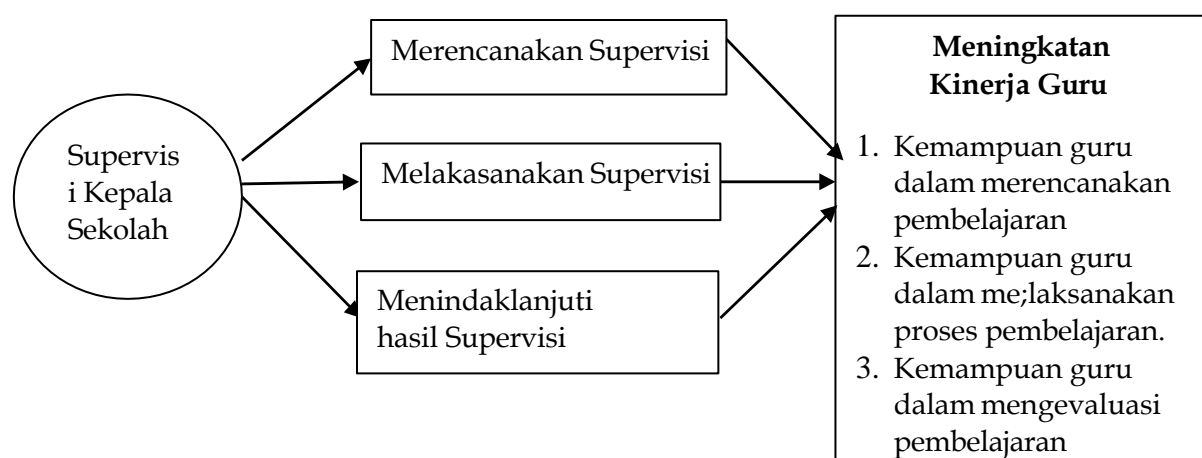 Supervis
i Kepala
Sekolah
Merencanakan Supervisi
Melakasanakan Supervisi
Menindaklanjuti
hasil Supervisi
Meningkatan
Kinerja Guru
1. Kemampuan guru
dalam merencanakan
pembelajaran
2. Kemampuan guru
dalam me;laksanakan
proses pembelajaran.
3. Kemampuan guru
dalam mengevaluasi
pembelajaran